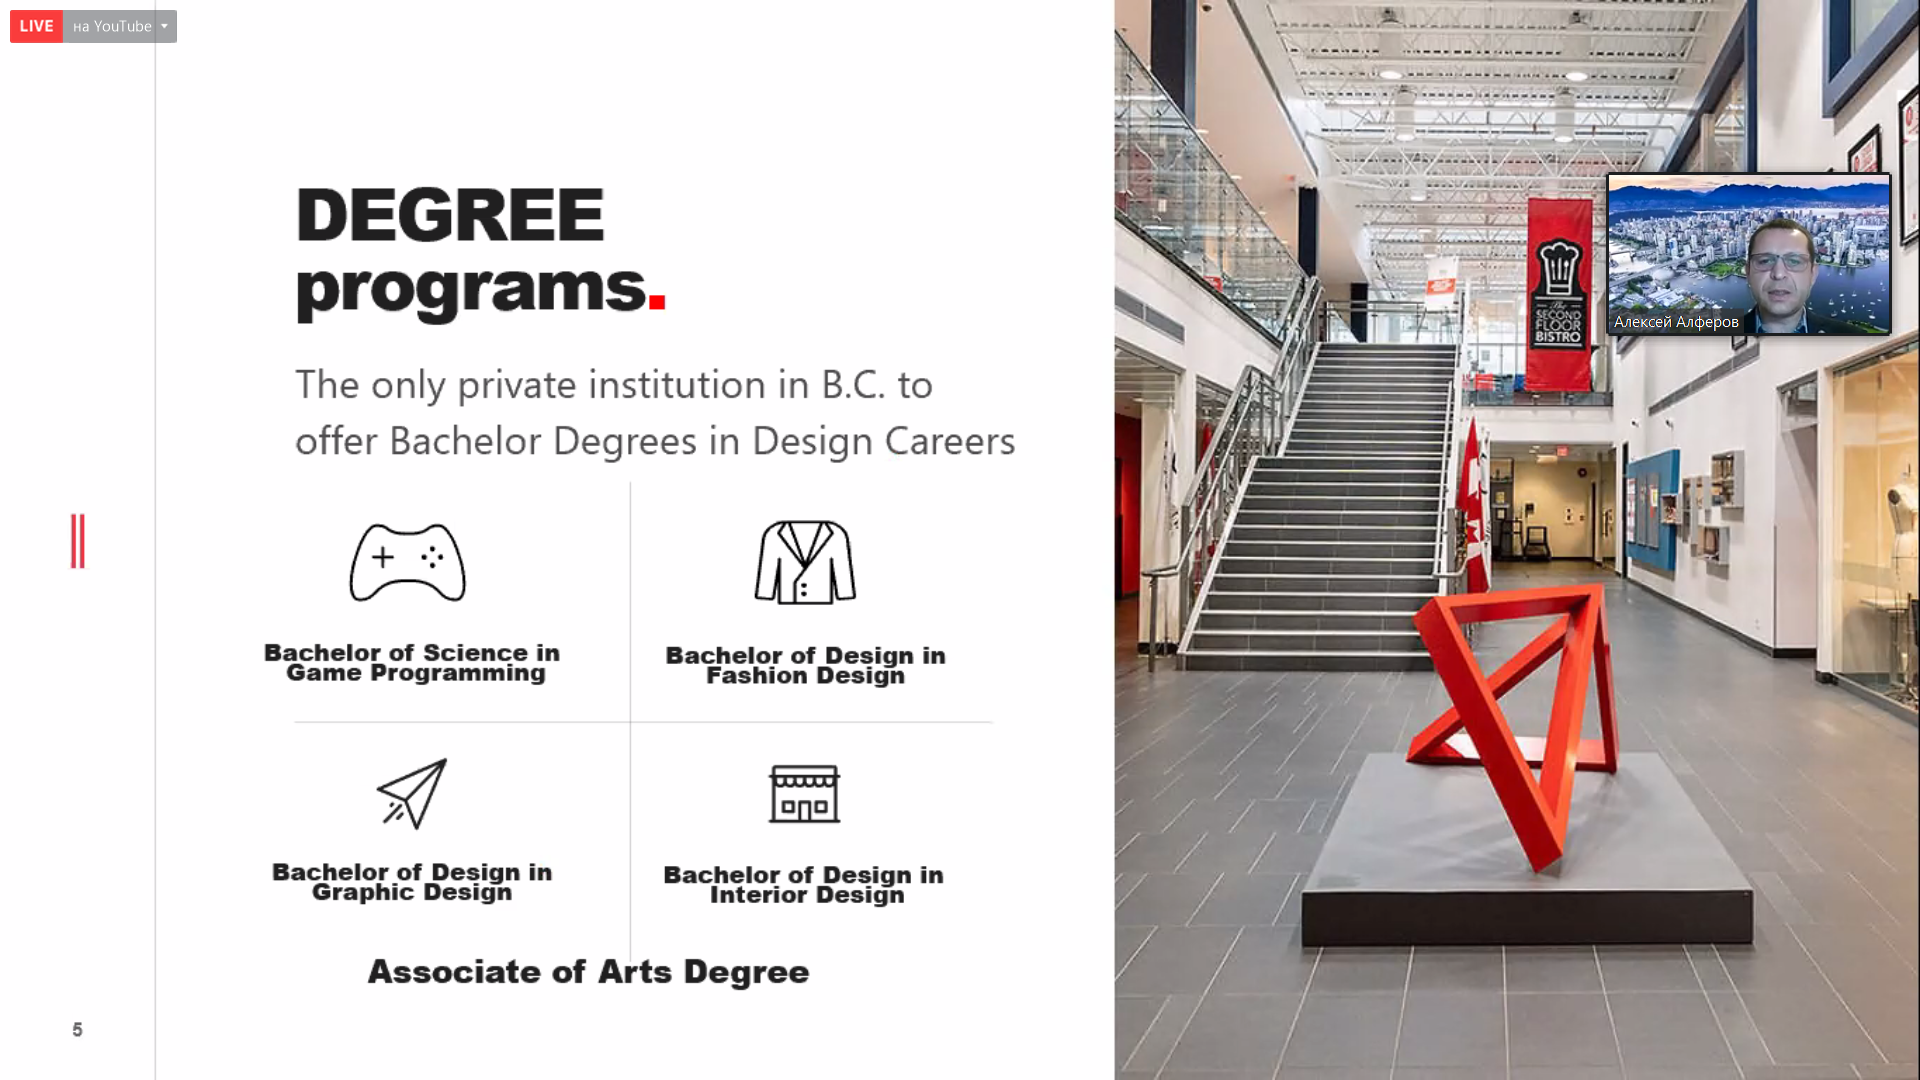 LIVE на YouTube
DEGREE
programs.
The only private institution in B.C. to
offer Bachelor Degrees in Design Careers
Bachelor of Science in
Game Programming
Bachelor of Design in
Fashion Design
Bachelor of Design in
Graphic Design
Bachelor of Design in
Interior Design
Associate of Arts Degree
5
The
SECOND
FLOOR
BISTRO
Алексей Алферов